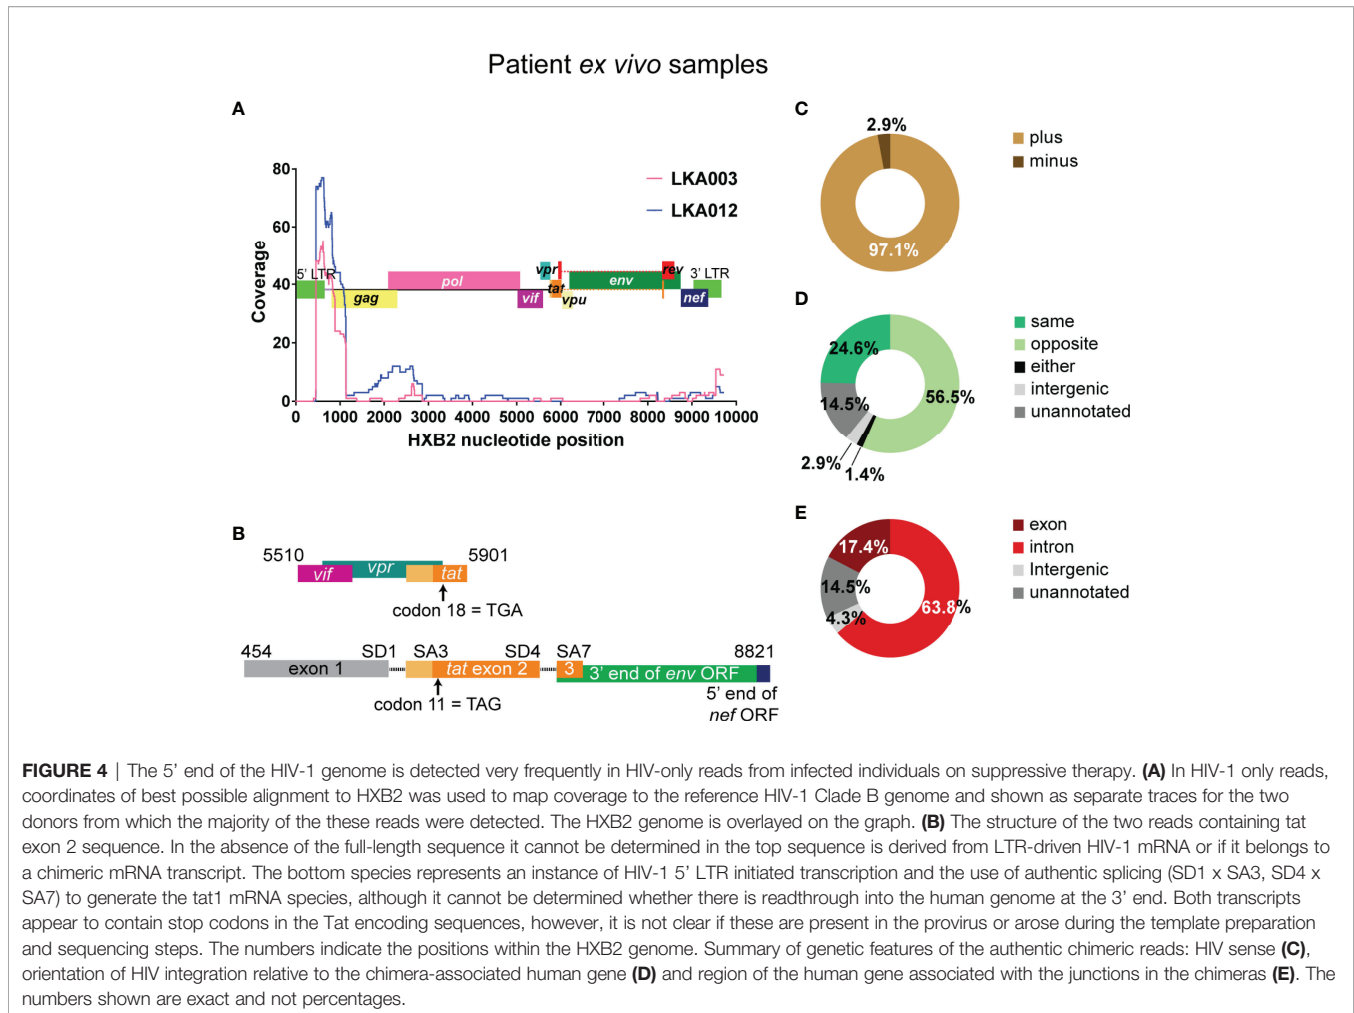 Patient ex vivo samples
A
80
60
40
20
0
Coverage
LKA003
LKA012
5' LTR
gag
pol
vif
vpr
tat
vpu
env
rev
nef
3' LTR
0 1000 2000 3000 4000 5000 6000 7000 8000 9000 10000
HXB2 nucleotide position
B
5510
5901
vif
vpr
tat
codon 18 = TGA
454
SD1
SA3
SD4
SA7
8821
exon 1
tat exon 2
3
3' end of env ORF
codon 11 = TAG
5' end of
nef ORF
C
2.9%
97.1%
plus
minus
D
24.6%
56.5%
14.5%
2.9%
1.4%
same
opposite
either
intergenic
unannotated
E
17.4%
14.5%
4.3%
63.8%
exon
intron
Intergenic
unannotated
FIGURE 4 | The 5' end of the HIV-1 genome is detected very frequently in HIV-only reads from infected individuals on suppressive therapy. (A) In HIV-1 only reads,
coordinates of best possible alignment to HXB2 was used to map coverage to the reference HIV-1 Clade B genome and shown as separate traces for the two
donors from which the majority of the these reads were detected. The HXB2 genome is overlayed on the graph. (B) The structure of the two reads containing tat
exon 2 sequence. In the absence of the full-length sequence it cannot be determined in the top sequence is derived from LTR-driven HIV-1 mRNA or if it belongs to
a chimeric mRNA transcript. The bottom species represents an instance of HIV-1 5' LTR initiated transcription and the use of authentic splicing (SD1 x SA3, SD4 x
SA7) to generate the tat1 mRNA species, although it cannot be determined whether there is readthrough into the human genome at the 3' end. Both transcripts
appear to contain stop codons in the Tat encoding sequences, however, it is not clear if these are present in the provirus or arose during the template preparation
and sequencing steps. The numbers indicate the positions within the HXB2 genome. Summary of genetic features of the authentic chimeric reads: HIV sense (C),
orientation of HIV integration relative to the chimera-associated human gene (D) and region of the human gene associated with the junctions in the chimeras (E). The
numbers shown are exact and not percentages.